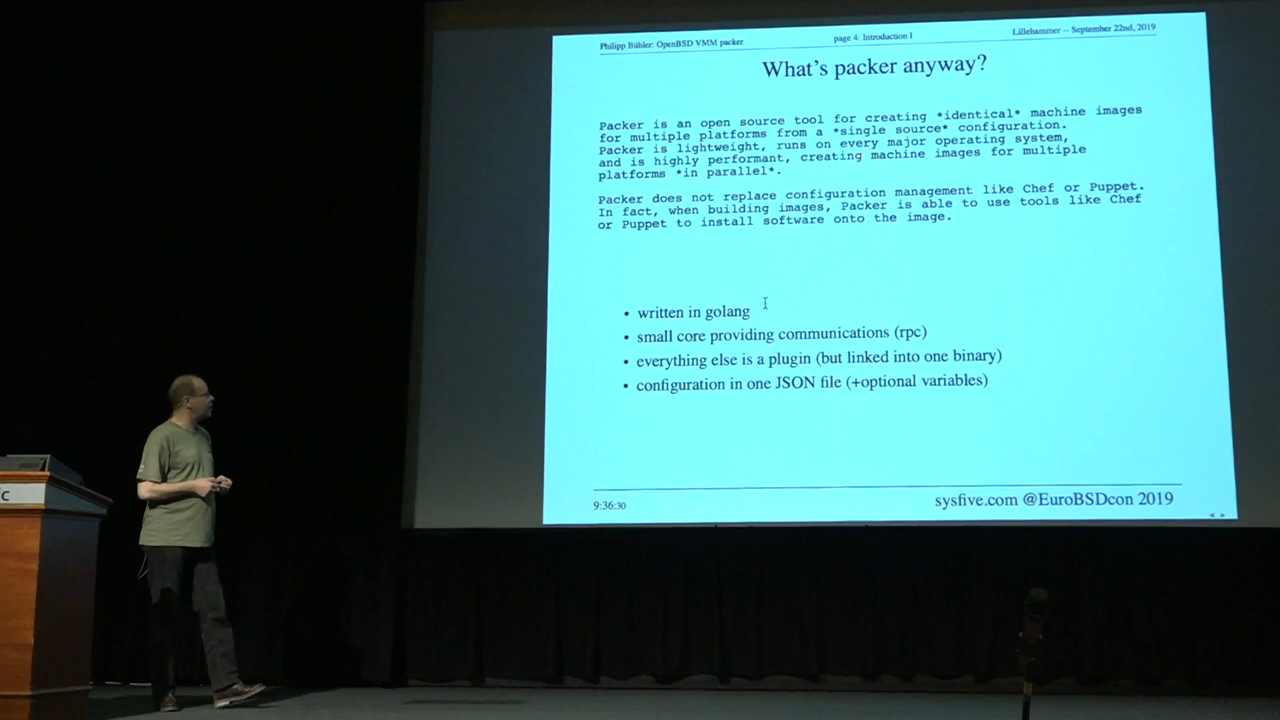 Philipp Bühler: OpenBSD VMM packer
page 4: Introduction I
Lillehammer – September 22nd, 2019
What's packer anyway?
Packer is an open source tool for creating *identical* machine images
for multiple platforms from a *single source* configuration.
Packer is lightweight, runs on every major operating system,
and is highly performant, creating machine images for multiple
platforms *in parallel*.
Packer does not replace configuration management like Chef or Puppet.
In fact, when building images, Packer is able to use tools like Chef
or Puppet to install software onto the image.
• written in golang
• small core providing communications (rpc)
• everything else is a plugin (but linked into one binary)
• configuration in one JSON file (+optional variables)
9:36:30
sysfive.com @EuroBSDcon 2019
< >
c